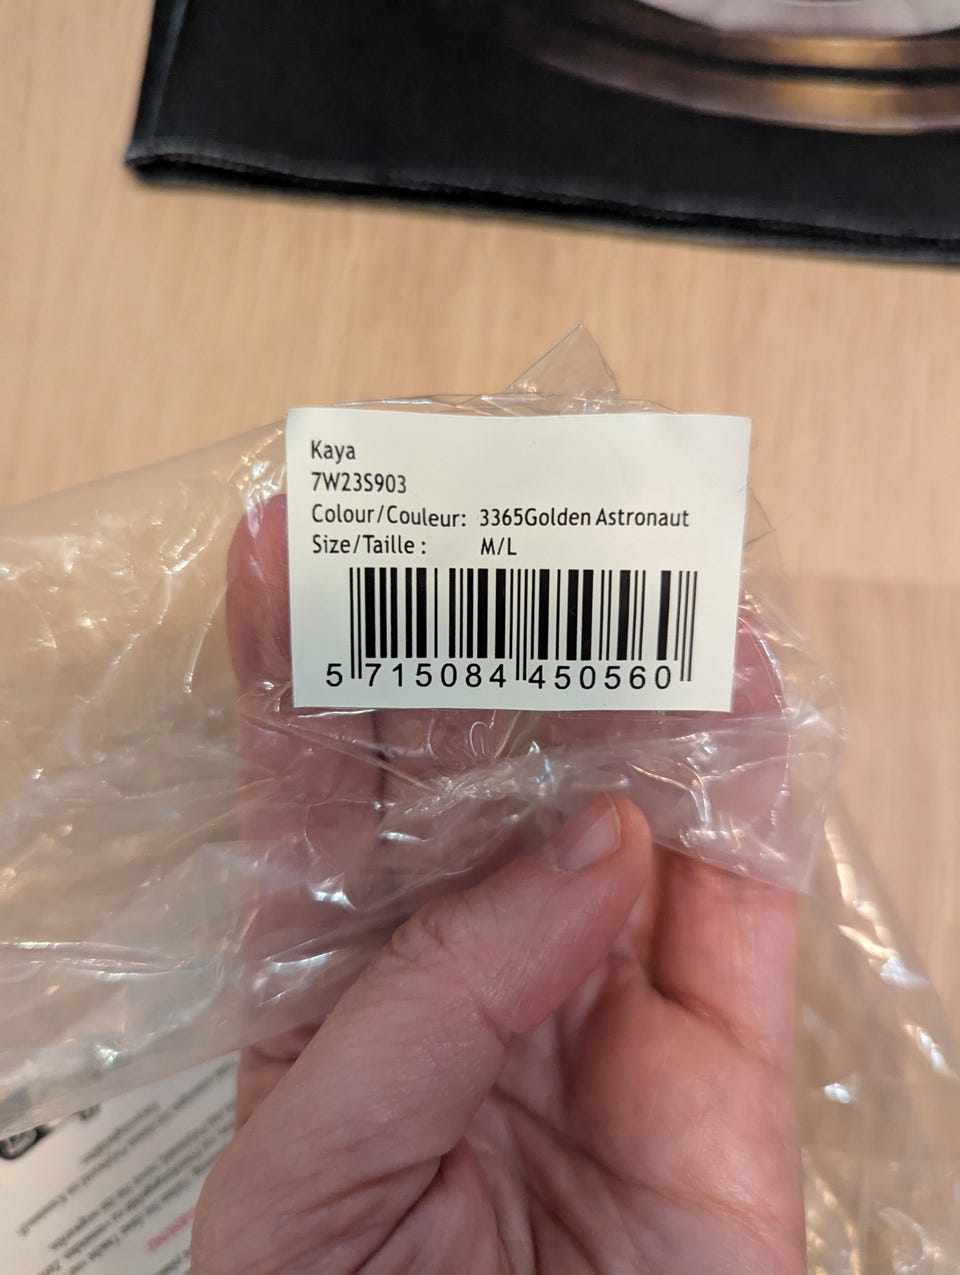 Kaya
7W23S903
Colour/Couleur: 3365Golden Astronaut
Size/Taille : M/L
5 715084 450560